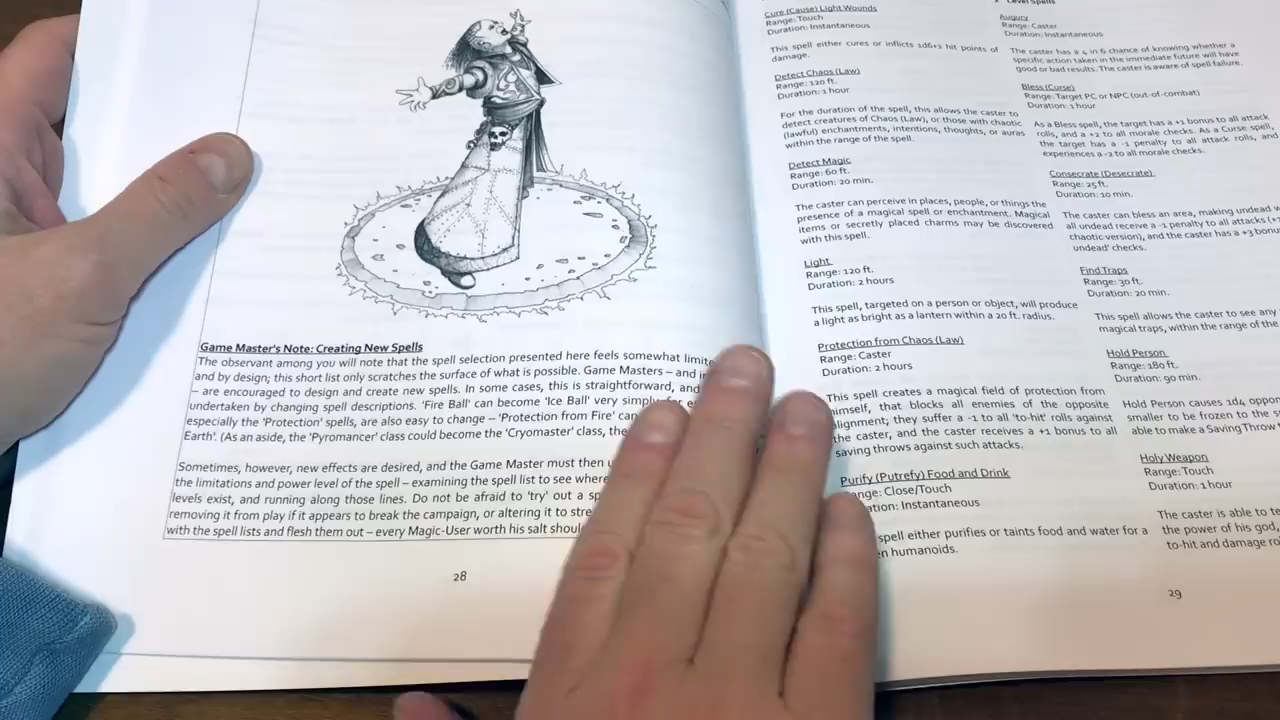 Game Master's Note: Creating New Spells
The observant among you will note that the spell selection presented here feels somewhat
and by design; this short list only scratches the surface of what is possible. Game Masters – and
– are encouraged to design and create new spells. In some cases, this is straightforward, and
undertaken by changing spell descriptions. 'Fire Ball' can become 'Ice Ball' very simply
especially the 'Protection' spells, are also easy to change – 'Protection from Fire' can
Earth'. (As an aside, the 'Pyromancer' class could become the 'Cryomaster' class,
Sometimes, however, new effects are desired, and the Game Master must then
the limitations and power level of the spell – examining the spell list to see where
levels exist, and running along those lines. Do not be afraid to 'try' out a
removing it from play if it appears to break the campaign, or altering it to
with the spell lists and flesh them out – every Magic-User worth his salt
28
Cure (Cause) Light Wounds
Range: Touch
Duration: Instantaneous
This spell either cures or inflicts 1d6+1 hit points of
damage.
Detect Chaos (Law)
Range: 120 ft.
Duration: 1 hour
For the duration of the spell, this allows the caster to
detect creatures of Chaos (Law), or those with chaotic
(lawful) enchantments, intentions, thoughts, or auras
within the range of the spell.
Detect Magic
Range: 60 ft.
Duration: 20 min.
The caster can perceive in places, people, or things the
presence of a magical spell or enchantment. Magical
items or secretly placed charms may be discovered
with this spell.
Light
Range: 120 ft.
Duration: 2 hours
This spell, targeted on a person or object, will produce
a light as bright as a lantern within a 20 ft. radius.
Protection from Chaos (Law)
Range: Caster
Duration: 2 hours
This spell creates a magical field of protection from
himself, that blocks all enemies of the opposite
alignment; they suffer a -1 to all 'to-hit' rolls against
the caster, and the caster receives a +1 bonus to all
saving throws against such attacks.
Purify (Putrefy) Food and Drink
Close/Touch
Instantaneous
spell either purifies or taints food and water for a
humanoids.
Level Spells
Augury
Range: Caster
Duration: Instantaneous
The caster has a 4 in 6 chance of knowing whether a
specific action taken in the immediate future will have
good or bad results. The caster is aware of spell failure.
Bless (Curse)
Range: Target PC or NPC (out-of-combat)
Duration: 1 hour
As a Bless spell, the target has a +1 bonus to all attack
rolls, and a +2 to all morale checks. As a Curse spell,
the target has a -1 penalty to all attack rolls, and
experiences a -2 to all morale checks.
Consecrate (Desecrate)
Range: 25 ft.
Duration: 10 min.
The caster can bless an area, making undead
all undead receive a -1 penalty to all attacks
chaotic version), and the caster has a +3
undead' checks.
Find Traps
Range: 30 ft.
Duration: 20 min.
This spell allows the caster to see any
magical traps, within the range of the
Hold Person
Range: 180 ft.
Duration: 90 min.
Hold Person causes 1d4
smaller to be frozen to the
able to make a Saving Throw
Holy Weapon
Range: Touch
Duration: 1 hour
The caster is able to
the power of his god,
to-hit and damage
29